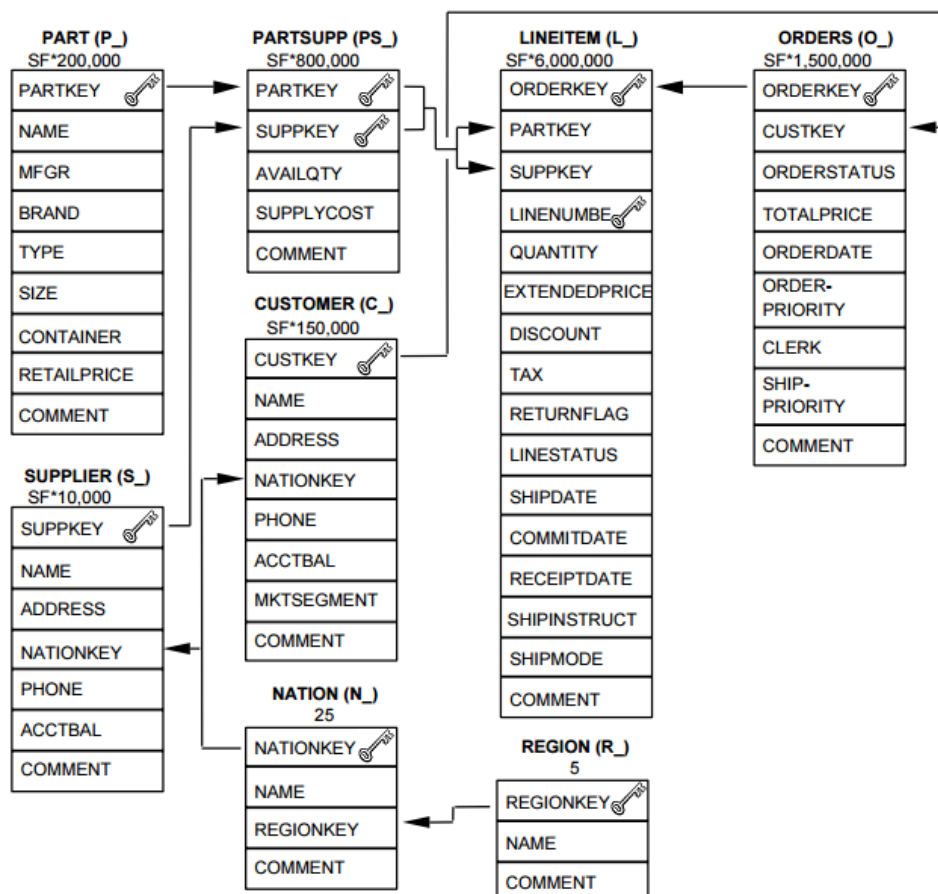 PART (P_)
SF*200,000
PARTKEY
NAME
MFGR
BRAND
TYPE
SIZE
CONTAINER
RETAILPRICE
COMMENT
SUPPLIER (S_)
SF*10,000
SUPPKEY
NAME
ADDRESS
NATIONKEY
PHONE
ACCTBAL
COMMENT
PARTSUPP (PS_)
SF*800,000
PARTKEY
SUPPKEY
AVAILQTY
SUPPLYCOST
COMMENT
CUSTOMER (C_)
SF*150,000
CUSTKEY
NAME
ADDRESS
NATIONKEY
PHONE
ACCTBAL
MKTSEGMENT
COMMENT
NATION (N_)
25
NATIONKEY
NAME
REGIONKEY
COMMENT
LINEITEM (L_)
SF*6,000,000
ORDERKEY
PARTKEY
SUPPKEY
LINENUMBE
QUANTITY
EXTENDEDPRICE
DISCOUNT
TAX
RETURNFLAG
LINESTATUS
SHIPDATE
COMMITDATE
RECEIPTDATE
SHIPINSTRUCT
SHIPMODE
COMMENT
REGION (R_)
5
REGIONKEY
NAME
COMMENT
ORDERS (O_)
SF*1,500,000
ORDERKEY
CUSTKEY
ORDERSTATUS
TOTALPRICE
ORDERDATE
ORDER-
PRIORITY
CLERK
SHIP-
PRIORITY
COMMENT